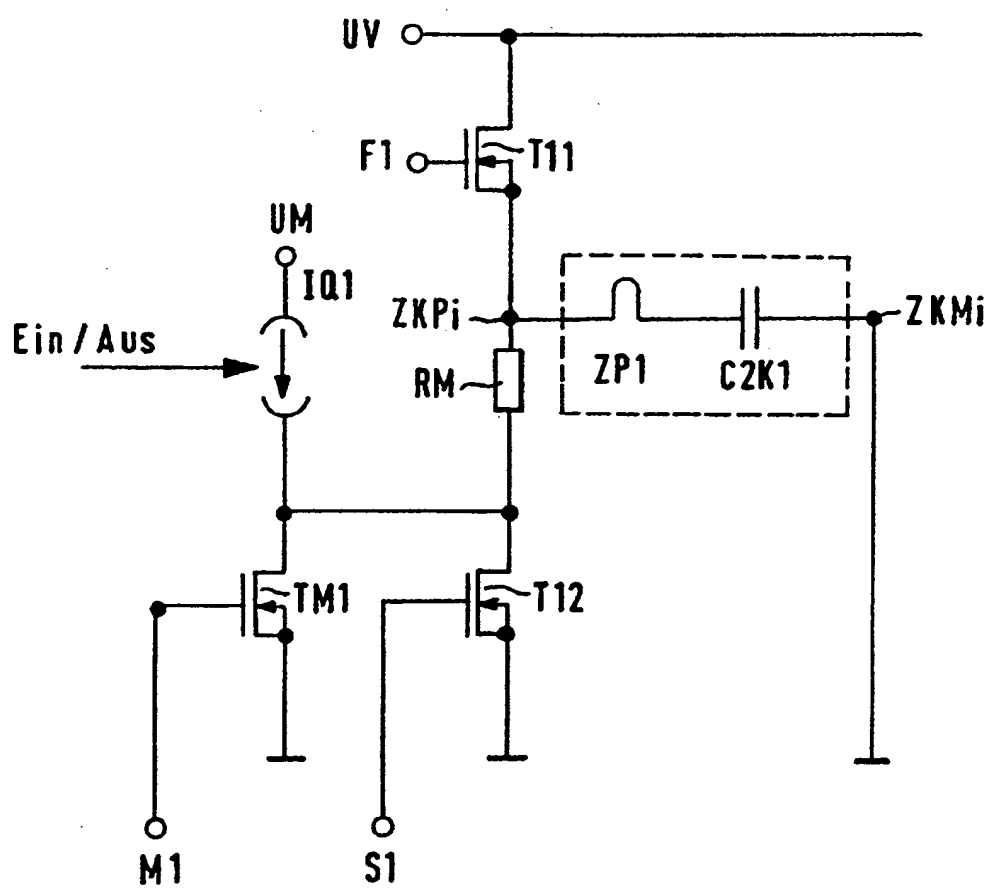 UV
F1
T11
UM
IQ1
Ein/Aus
ZKPi
ZKMi
RM
ZP1
C2K1
TM1
T12
M1
S1